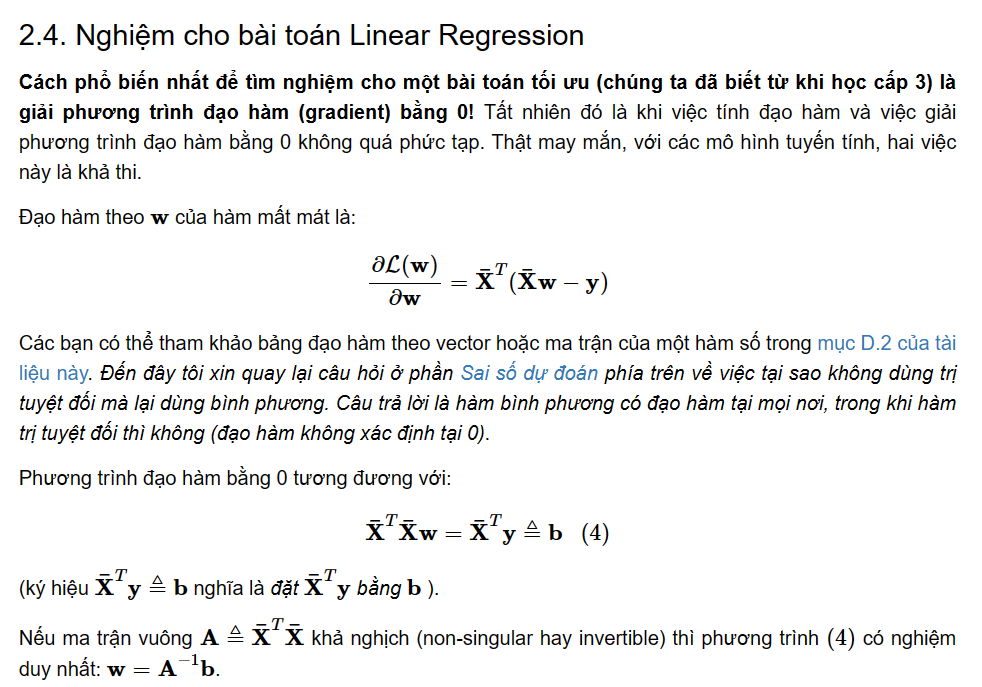 2.4. Nghiệm cho bài toán Linear Regression
Cách phổ biến nhất để tìm nghiệm cho một bài toán tối ưu (chúng ta đã biết từ khi học cấp 3) là
giải phương trình đạo hàm (gradient) bằng 0! Tất nhiên đó là khi việc tính đạo hàm và việc giải
phương trình đạo hàm bằng 0 không quá phức tạp. Thật may mắn, với các mô hình tuyến tính, hai việc
này là khả thi.
Đạo hàm theo w của hàm mất mát là:
∂ℒ(w)/∂w = X̄ᵀ(X̄w − y)
Các bạn có thể tham khảo bảng đạo hàm theo vector hoặc ma trận của một hàm số trong mục D.2 của tài
liệu này. Đến đây tôi xin quay lại câu hỏi ở phần Sai số dự đoán phía trên về việc tại sao không dùng trị
tuyệt đối mà lại dùng bình phương. Câu trả lời là hàm bình phương có đạo hàm tại mọi nơi, trong khi hàm
trị tuyệt đối thì không (đạo hàm không xác định tại 0).
Phương trình đạo hàm bằng 0 tương đương với:
X̄ᵀX̄w = X̄ᵀy ≜ b (4)
(ký hiệu X̄ᵀy ≜ b nghĩa là đặt X̄ᵀy bằng b ).
Nếu ma trận vuông A ≜ X̄ᵀX̄ khả nghịch (non-singular hay invertible) thì phương trình (4) có nghiệm
duy nhất: w = A⁻¹b.